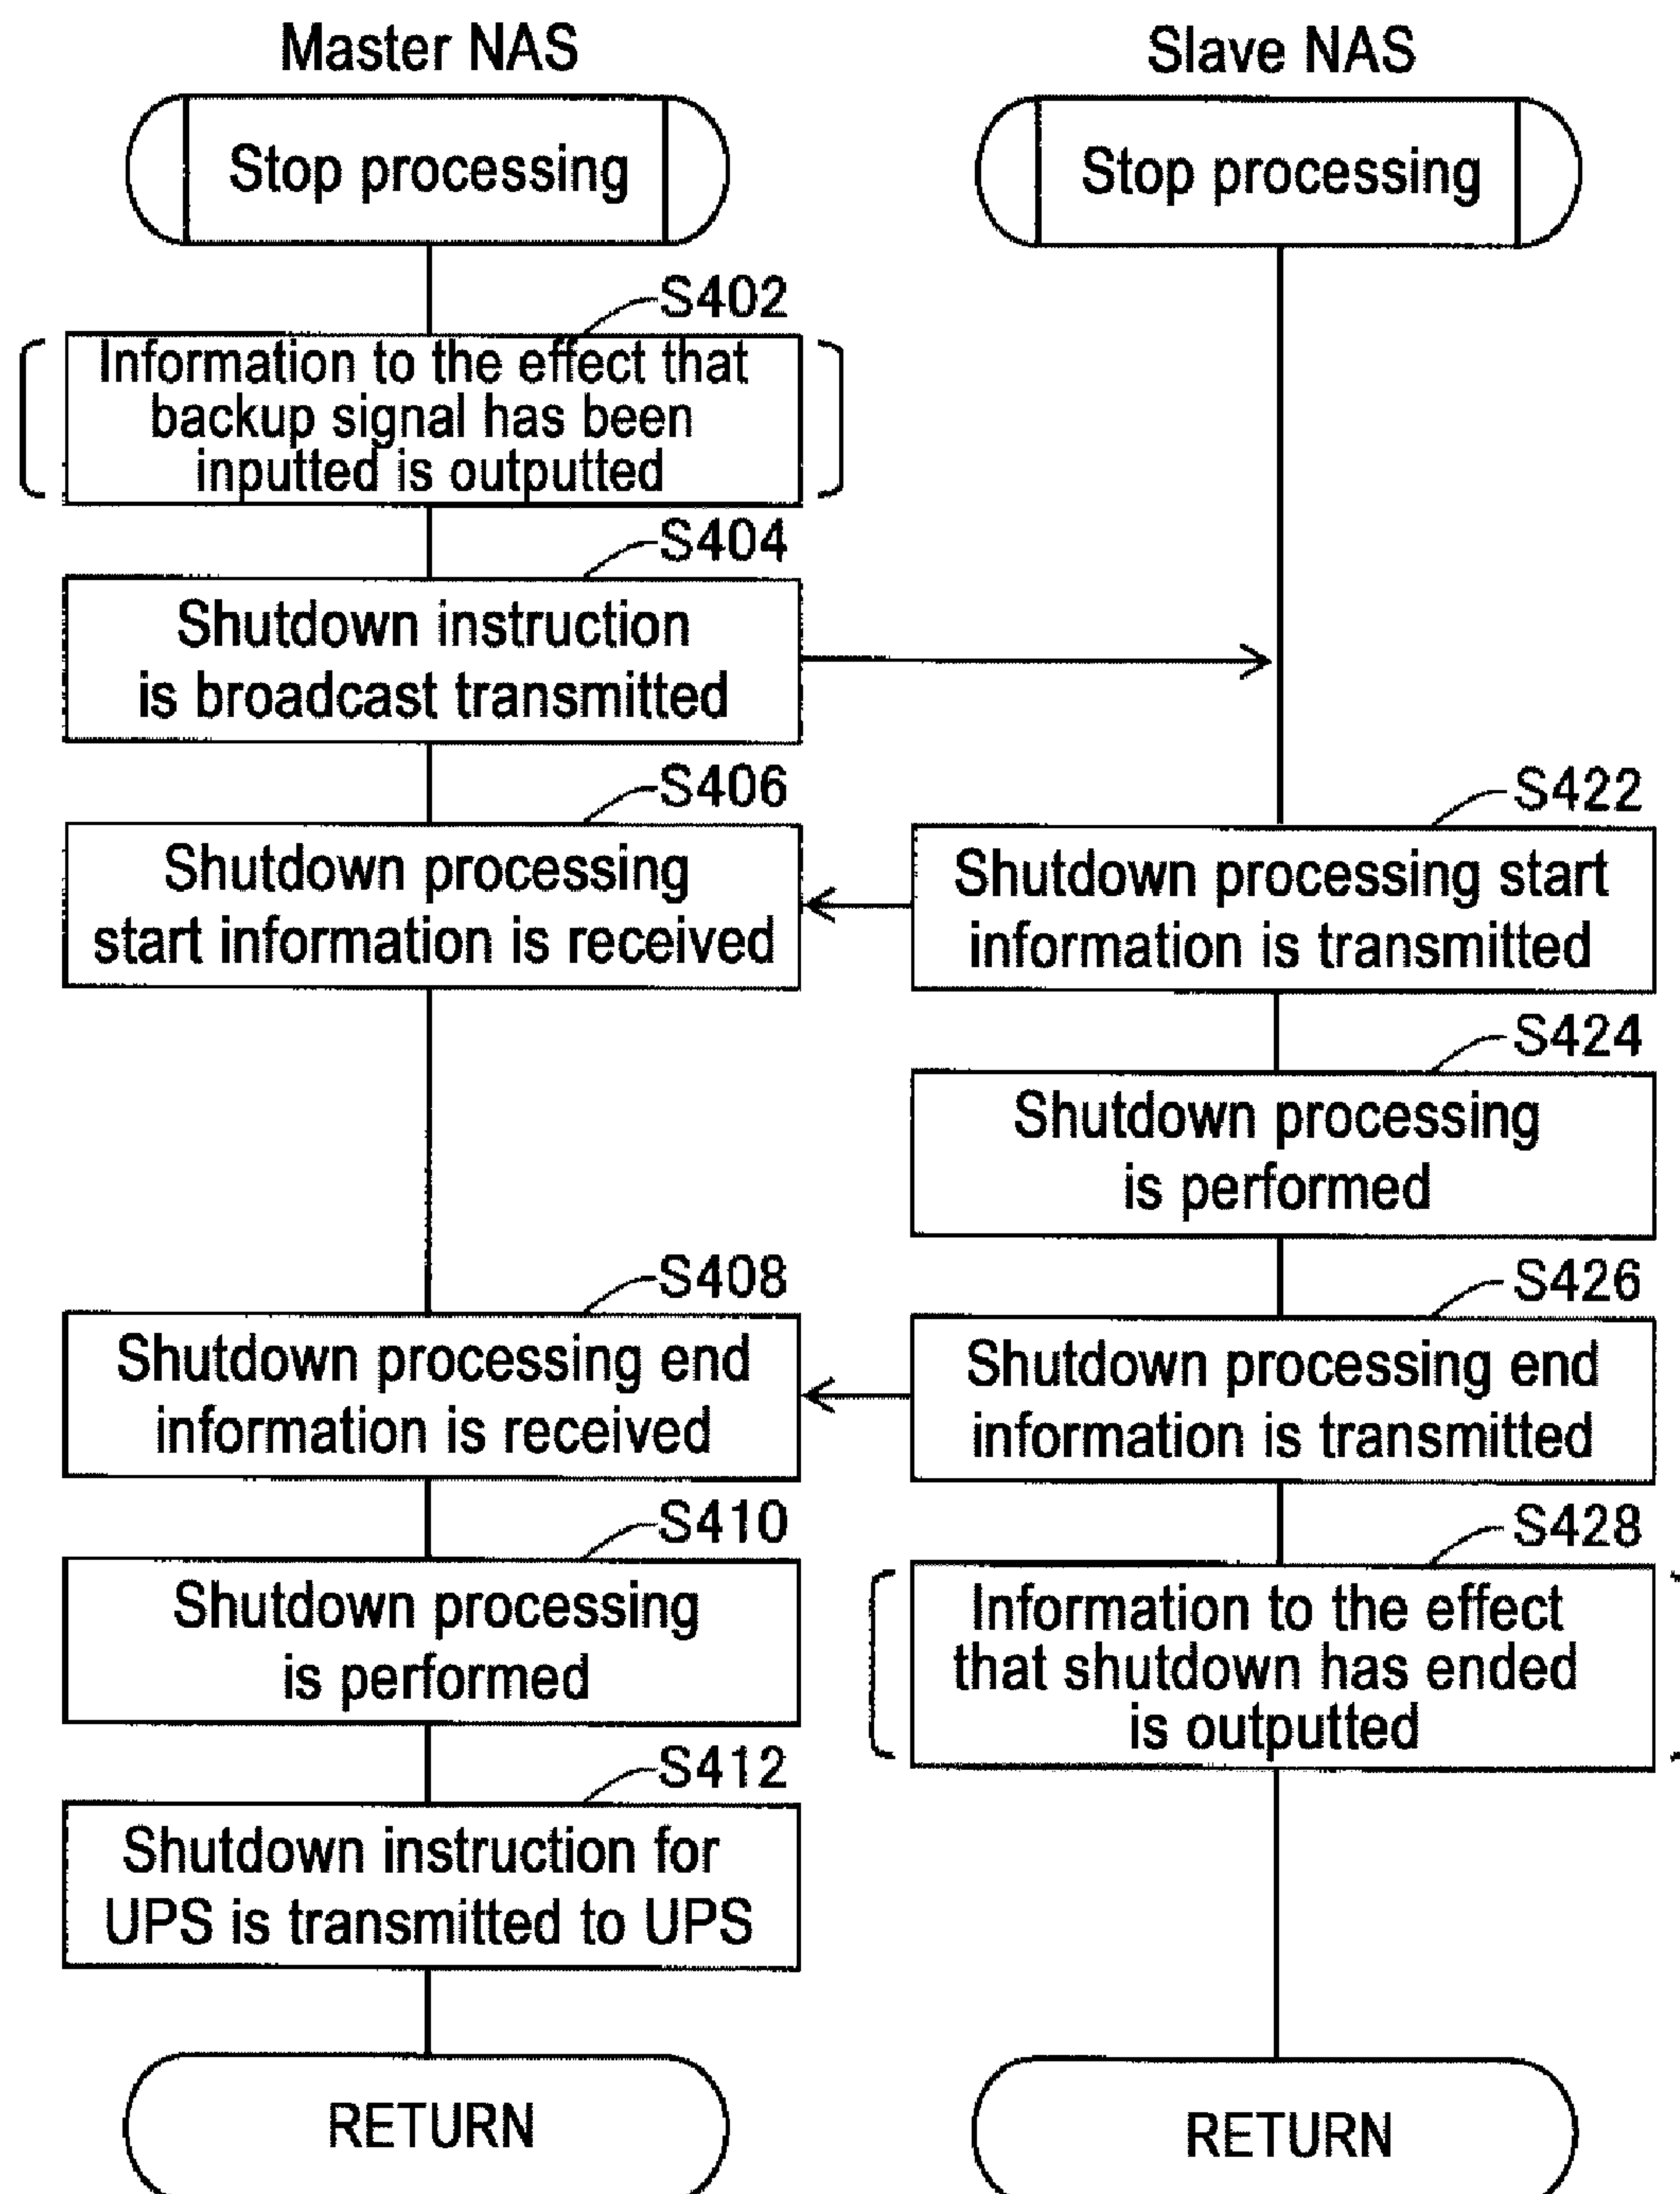 Master NAS
Stop processing
S402
Information to the effect that
backup signal has been
inputted is outputted
S404
Shutdown instruction
is broadcast transmitted
S406
Shutdown processing
start information is received
S408
Shutdown processing end
information is received
S410
Shutdown processing
is performed
S412
Shutdown instruction for
UPS is transmitted to UPS
RETURN
Slave NAS
Stop processing
S422
Shutdown processing start
information is transmitted
S424
Shutdown processing
is performed
S426
Shutdown processing end
information is transmitted
S428
Information to the effect
that shutdown has ended
is outputted
RETURN